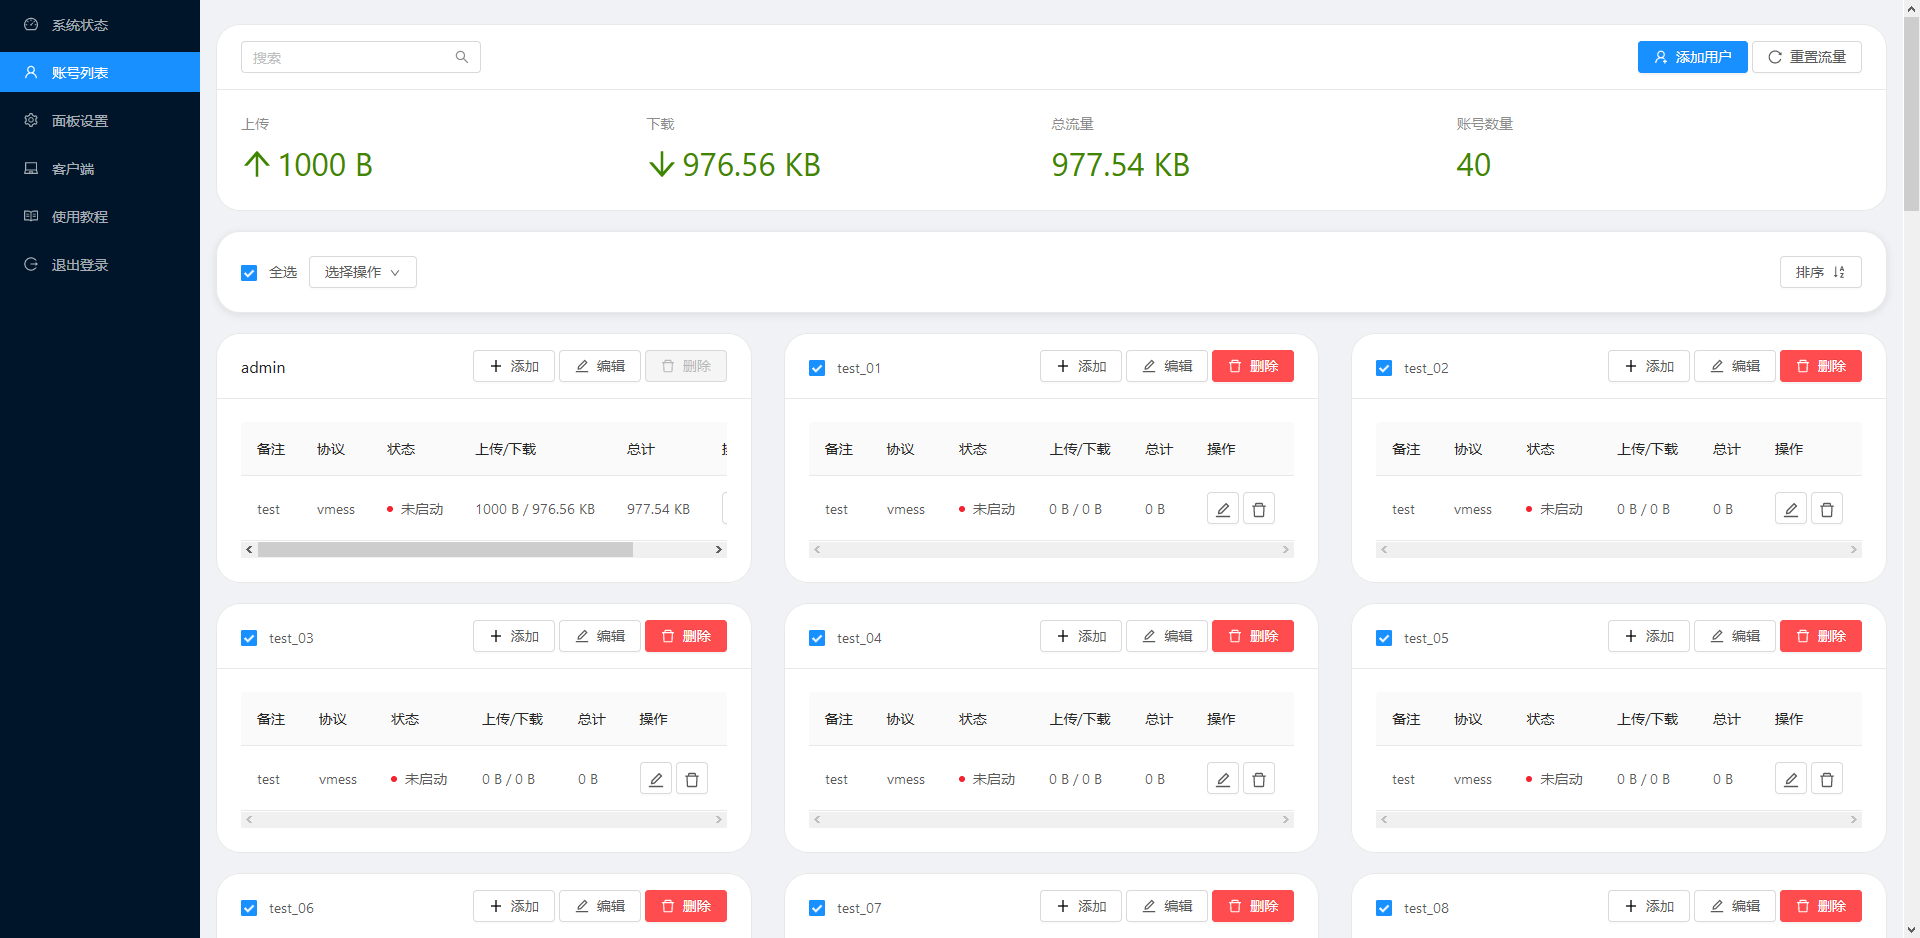 系统状态
账号列表
面板设置
客户端
使用教程
退出登录
搜索
添加用户 重置流量
上传 下载 总流量 账号数量
1000 B 976.56 KB 977.54 KB 40
全选 选择操作 排序
admin 添加 编辑 删除
备注 协议 状态 上传/下载 总计
test vmess 未启动 1000 B / 976.56 KB 977.54 KB
test_01 添加 编辑 删除
备注 协议 状态 上传/下载 总计 操作
test vmess 未启动 0 B / 0 B 0 B
test_02 添加 编辑 删除
备注 协议 状态 上传/下载 总计 操作
test vmess 未启动 0 B / 0 B 0 B
test_03 添加 编辑 删除
备注 协议 状态 上传/下载 总计 操作
test vmess 未启动 0 B / 0 B 0 B
test_04 添加 编辑 删除
备注 协议 状态 上传/下载 总计 操作
test vmess 未启动 0 B / 0 B 0 B
test_05 添加 编辑 删除
备注 协议 状态 上传/下载 总计 操作
test vmess 未启动 0 B / 0 B 0 B
test_06 添加 编辑 删除
test_07 添加 编辑 删除
test_08 添加 编辑 删除